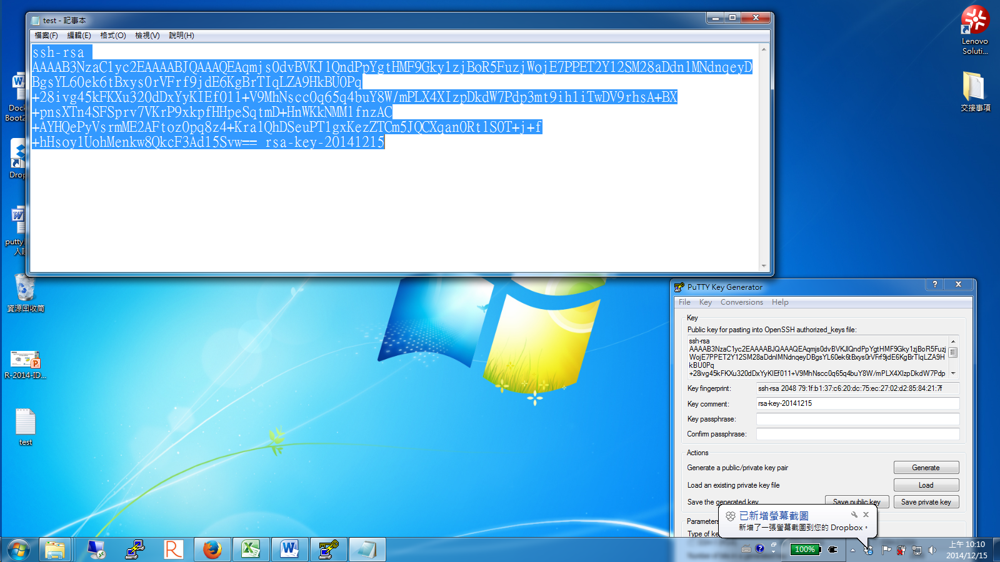 test - 記事本
檔案(F) 編輯(E) 格式(O) 檢視(V) 說明(H)
ssh-rsa
AAAAB3NzaC1yc2EAAAABJQAAAQEAqmjs0dvBVKJ1QndPpYgtHMF9Gky1zjBoR5FuzjWojE7PPET2Y12SM28aDdnlMNdnqeyD
BgsYL60ek6tBxys0rVFrf9jdE6KgBrTIqLZA9HkBU0Pq
+28ivg45kFKXu320dDxYyKIEf011+V9MhNscc0q65q4buY8W/mPLX4XIzpDkdW7Pdp3mt9ih1iTwDV9rhsA+BX
+pnsXTn4SFSprv7VKrP9xkpfHHpeSqtmD+HnWKkNMM1fnzAC
+AYHQePyVsrmME2AFtoz0pq8z4+Kra1QhDSeuPT1gxKezZTCm5JQCXqan0Rt1S0T+j+f
+hHsoy1UohMenkw8QkcF3Ad15Svw== rsa-key-20141215
Lenovo
Soluti...
交接事項
Dock
Boot2
Drop
putty
入
資源回收筒
R-2014-ID...
test
PuTTY Key Generator
File Key Conversions Help
Key
Public key for pasting into OpenSSH authorized_keys file:
ssh-rsa
AAAAB3NzaC1yc2EAAAABJQAAAQEAqmjs0dvBVKJlQndPpYgtHMF9Gky1zjBoR5Fuzj
WojE7PPET2Y12SM28aDdnlMNdnqeyDBgsYL60ek6tBxys0rVFrf9jdE6KgBrTIqLZA9H
kBU0Pq
+28ivg45kFKXu320dDxYyKIEf011+V9MhNscc0q65q4buY8W/mPLX4XIzpDkdW7Pdp
Key fingerprint: ssh-rsa 2048 79:1f:b1:37:c6:20:dc:75:ec:27:02:d2:85:84:21:7f
Key comment: rsa-key-20141215
Key passphrase:
Confirm passphrase:
Actions
Generate a public/private key pair Generate
Load an existing private key file Load
Save the generated key Save public key Save private key
Parameters
Type of ke
已新增螢幕截圖
新增了一張螢幕截圖到您的 Dropbox。
100%
上午 10:10
2014/12/15